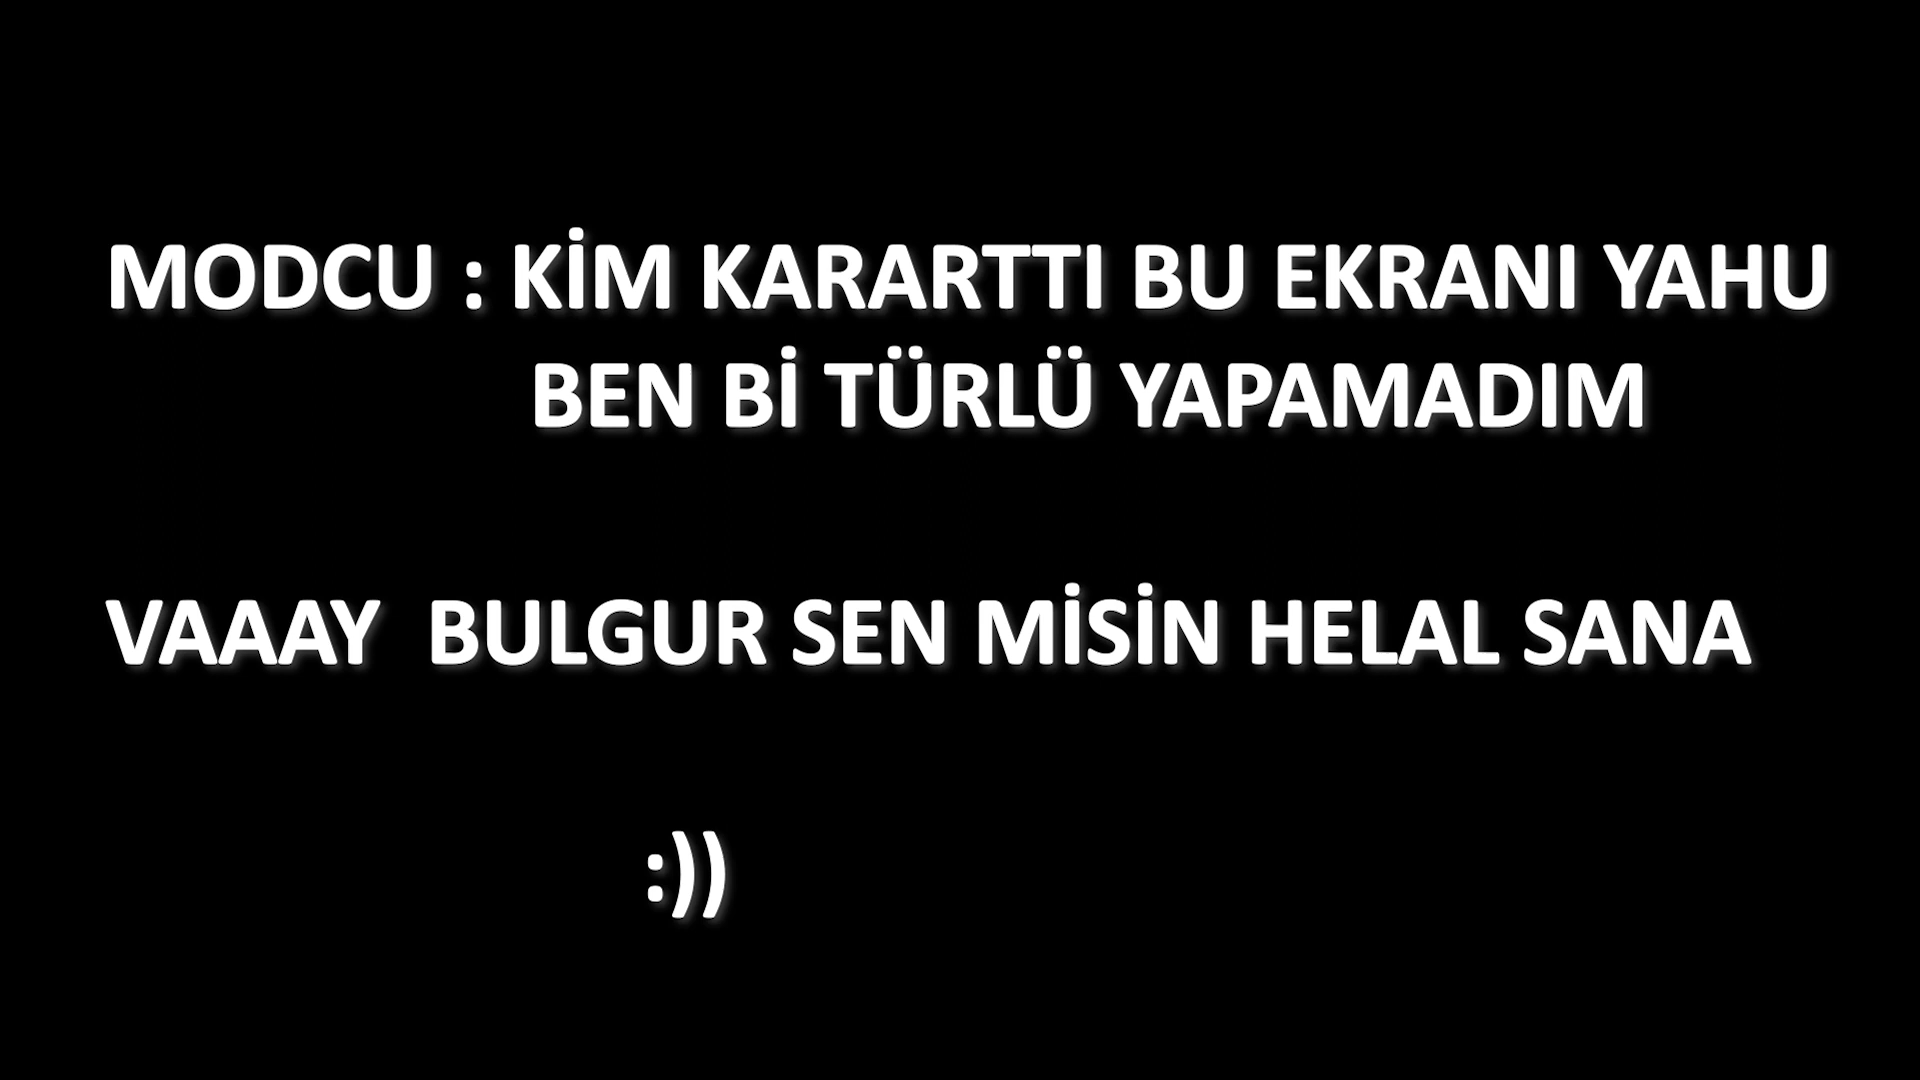 MODCU : KİM KARARTTI BU EKRANI YAHU
BEN Bİ TÜRLÜ YAPAMADIM
VAAAY  BULGUR SEN MİSİN HELAL SANA
:))